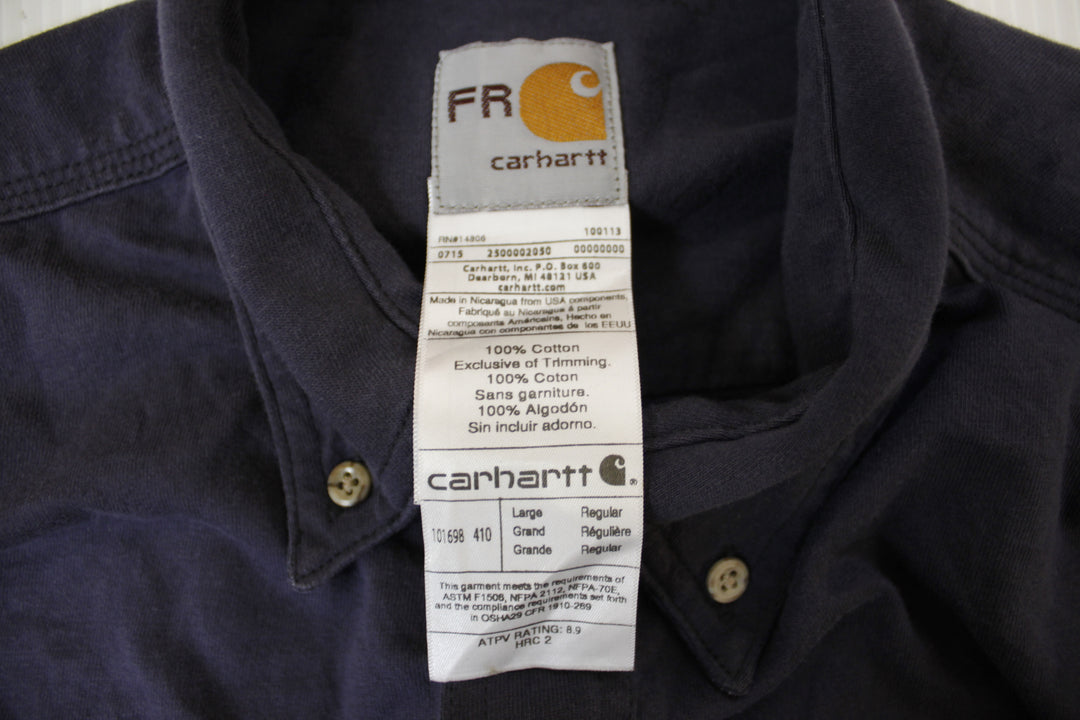 FR
carhartt
RN#14806 100113
0715 2500002050 00000000
Carhartt, Inc. P.O. Box 600
Dearborn, MI 48121 USA
carhartt.com
Made in Nicaragua from USA components,
Fabriqué au Nicaragua à partir
composants Américains, Hecho en
Nicaragua con componentes de los EEUU
100% Cotton
Exclusive of Trimming.
100% Coton
Sans garniture.
100% Algodón
Sin incluir adorno.
carhartt
101698 410
Large Regular
Grand Régulière
Grande Regular
This garment meets the requirements of
ASTM F1506, NFPA 2112, NFPA-70E,
and the compliance requirements set forth
in OSHA29 CFR 1910-269
ATPV RATING: 8.9
HRC 2